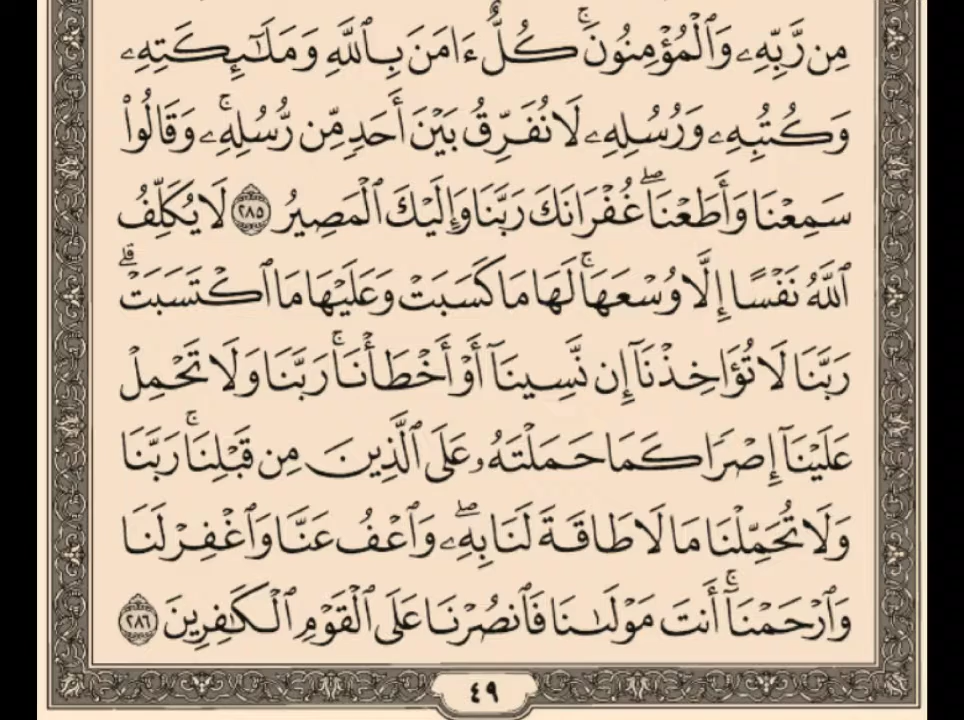 مِن رَّبِّهِۦ وَٱلْمُؤْمِنُونَۚ كُلٌّ ءَامَنَ بِٱللَّهِ وَمَلَـٰٓئِكَتِهِۦ
وَكُتُبِهِۦ وَرُسُلِهِۦ لَا نُفَرِّقُ بَيْنَ أَحَدٍ مِّن رُّسُلِهِۦۚ وَقَالُوا۟
سَمِعْنَا وَأَطَعْنَاۖ غُفْرَانَكَ رَبَّنَا وَإِلَيْكَ ٱلْمَصِيرُ ٢٨٥ لَا يُكَلِّفُ
ٱللَّهُ نَفْسًا إِلَّا وُسْعَهَاۚ لَهَا مَا كَسَبَتْ وَعَلَيْهَا مَا ٱكْتَسَبَتْۗ
رَبَّنَا لَا تُؤَاخِذْنَآ إِن نَّسِينَآ أَوْ أَخْطَأْنَاۚ رَبَّنَا وَلَا تَحْمِلْ
عَلَيْنَآ إِصْرًا كَمَا حَمَلْتَهُۥ عَلَى ٱلَّذِينَ مِن قَبْلِنَاۚ رَبَّنَا
وَلَا تُحَمِّلْنَا مَا لَا طَاقَةَ لَنَا بِهِۦۖ وَٱعْفُ عَنَّا وَٱغْفِرْ لَنَا
وَٱرْحَمْنَآۚ أَنتَ مَوْلَىٰنَا فَٱنصُرْنَا عَلَى ٱلْقَوْمِ ٱلْكَـٰفِرِينَ ٢٨٦
٤٩